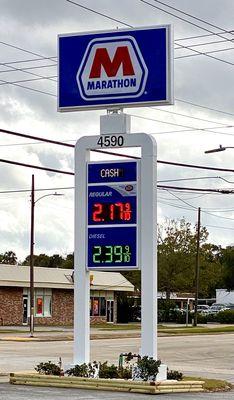 M
MARATHON
4590
CASH
REGULAR
2.17 9/10
DIESEL
2.39 9/10